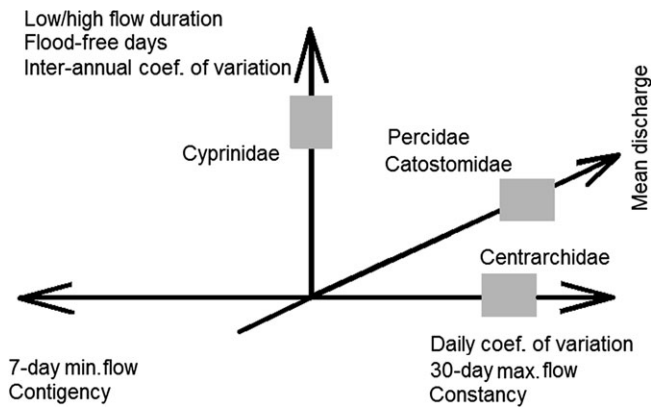 Low/high flow duration
Flood-free days
Inter-annual coef. of variation
Cyprinidae
Percidae
Catostomidae
Mean discharge
Centrarchidae
7-day min. flow
Contigency
Daily coef. of variation
30-day max. flow
Constancy